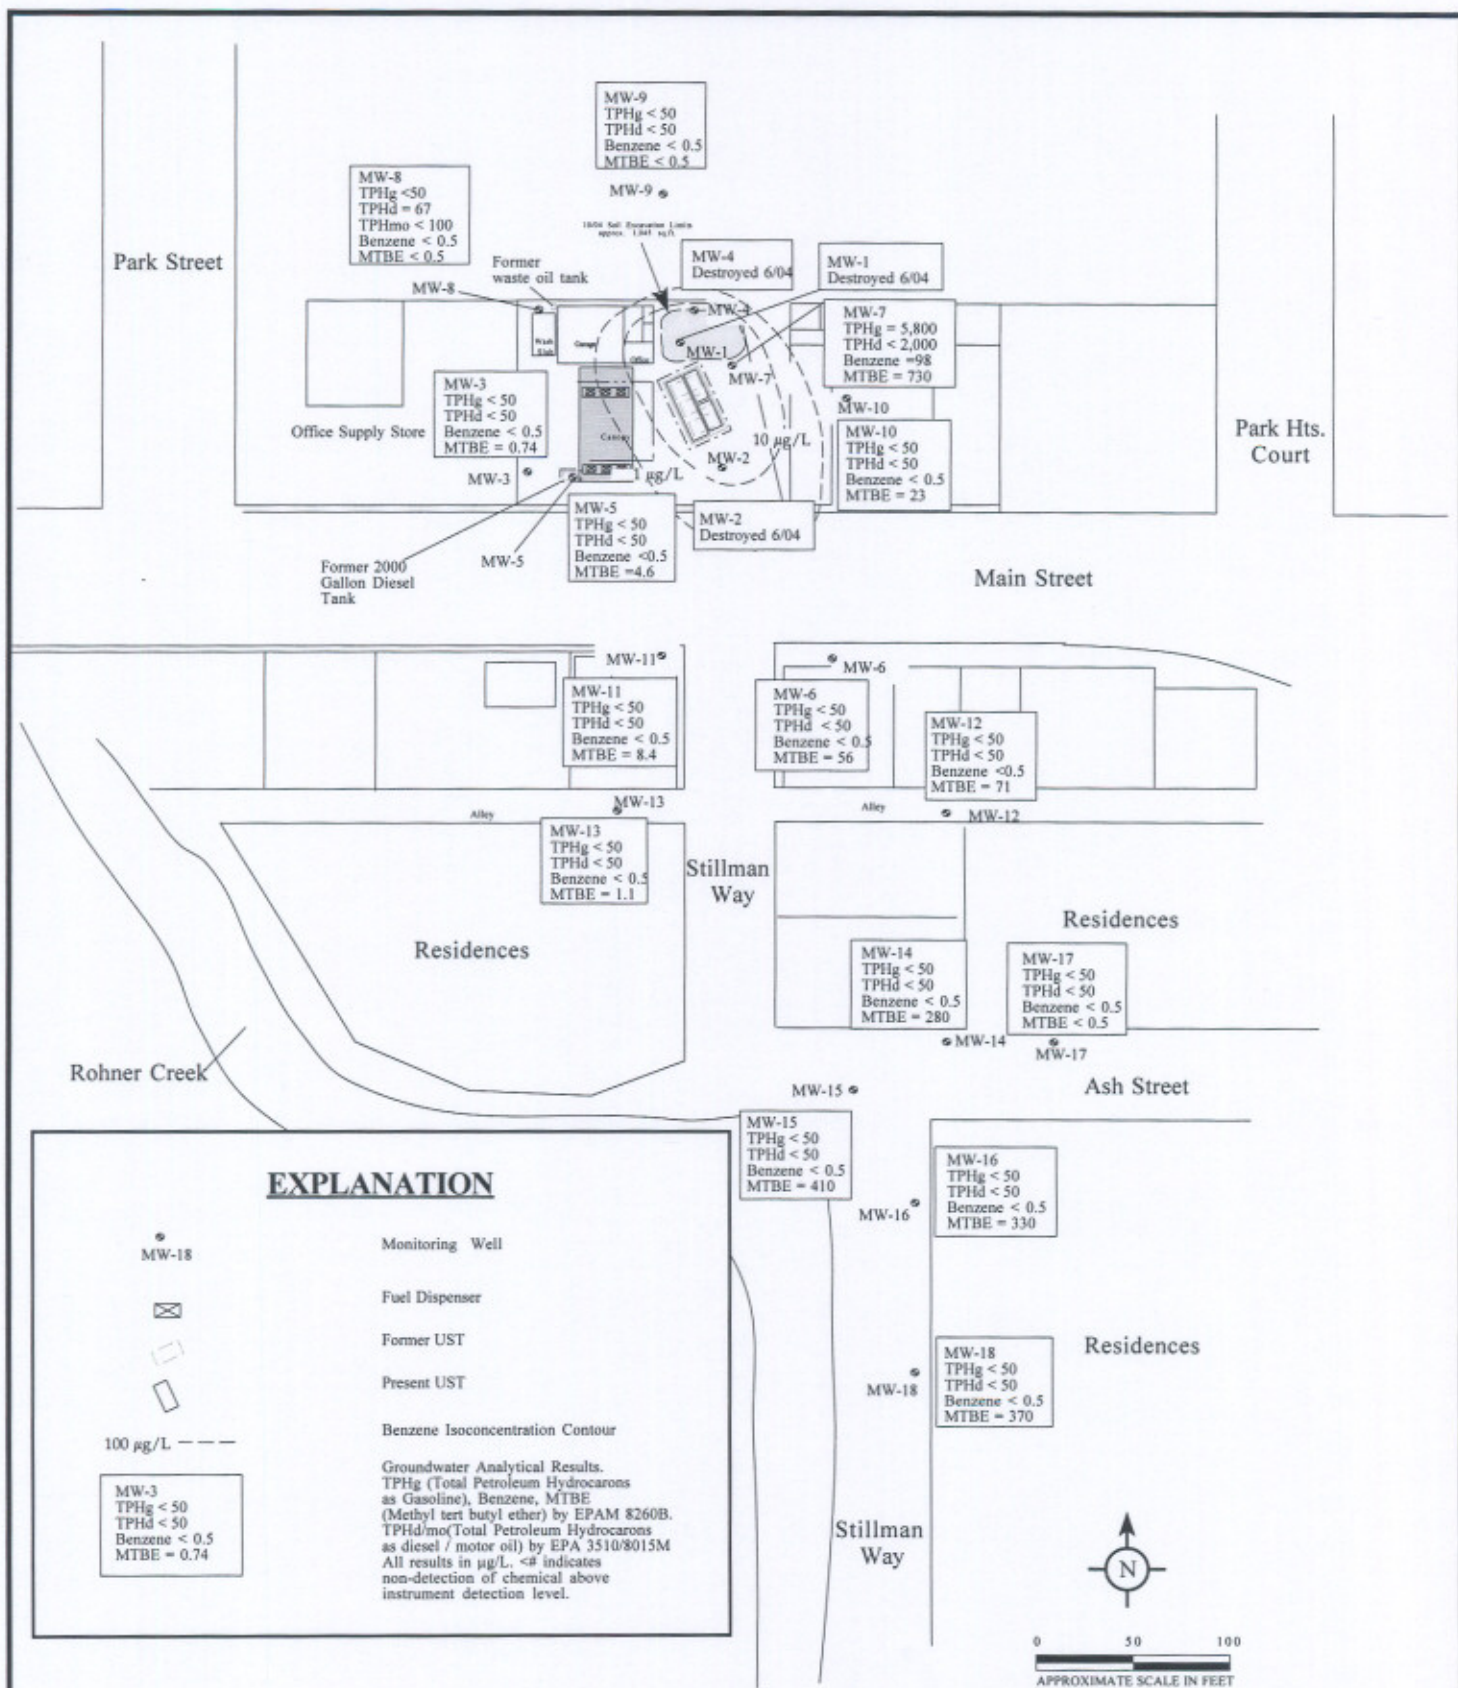 MW-9
TPHg < 50
TPHd < 50
Benzene < 0.5
MTBE < 0.5
MW-9
MW-8
TPHg <50
TPHd = 67
TPHmo < 100
Benzene < 0.5
MTBE < 0.5
10/04 Soil Excavation Limits
approx. 1,045 sq.ft.
Park Street
Former
waste oil tank
MW-8
MW-4
Destroyed 6/04
MW-1
Destroyed 6/04
MW-4
MW-1
MW-7
TPHg = 5,800
TPHd < 2,000
Benzene =98
MTBE = 730
MW-7
Wash
Slab
Garage
Office
MW-3
TPHg < 50
TPHd < 50
Benzene < 0.5
MTBE = 0.74
Office Supply Store
Canopy
MW-10
MW-10
TPHg < 50
TPHd < 50
Benzene < 0.5
MTBE = 23
Park Hts.
Court
10 µg/L
MW-2
MW-3
1 µg/L
MW-5
TPHg < 50
TPHd < 50
Benzene <0.5
MTBE =4.6
MW-2
Destroyed 6/04
MW-5
Former 2000
Gallon Diesel
Tank
Main Street
MW-11
MW-11
TPHg < 50
TPHd < 50
Benzene < 0.5
MTBE = 8.4
MW-6
MW-6
TPHg < 50
TPHd < 50
Benzene < 0.5
MTBE = 56
MW-12
TPHg < 50
TPHd < 50
Benzene <0.5
MTBE = 71
MW-13
Alley
Alley
MW-12
MW-13
TPHg < 50
TPHd < 50
Benzene < 0.5
MTBE = 1.1
Stillman
Way
Residences
Residences
MW-14
TPHg < 50
TPHd < 50
Benzene < 0.5
MTBE = 280
MW-17
TPHg < 50
TPHd < 50
Benzene < 0.5
MTBE < 0.5
MW-14
MW-17
Rohner Creek
Ash Street
MW-15
MW-15
TPHg < 50
TPHd < 50
Benzene < 0.5
MTBE = 410
MW-16
TPHg < 50
TPHd < 50
Benzene < 0.5
MTBE = 330
MW-16
MW-18
TPHg < 50
TPHd < 50
Benzene < 0.5
MTBE = 370
MW-18
Residences
Stillman
Way
EXPLANATION
MW-18
Monitoring Well
Fuel Dispenser
Former UST
Present UST
100 µg/L
Benzene Isoconcentration Contour
MW-3
TPHg < 50
TPHd < 50
Benzene < 0.5
MTBE = 0.74
Groundwater Analytical Results.
TPHg (Total Petroleum Hydrocarons
as Gasoline), Benzene, MTBE
(Methyl tert butyl ether) by EPAM 8260B.
TPHd/mo(Total Petroleum Hydrocarons
as diesel / motor oil) by EPA 3510/8015M
All results in µg/L. <# indicates
non-detection of chemical above
instrument detection level.
N
0 50 100
APPROXIMATE SCALE IN FEET